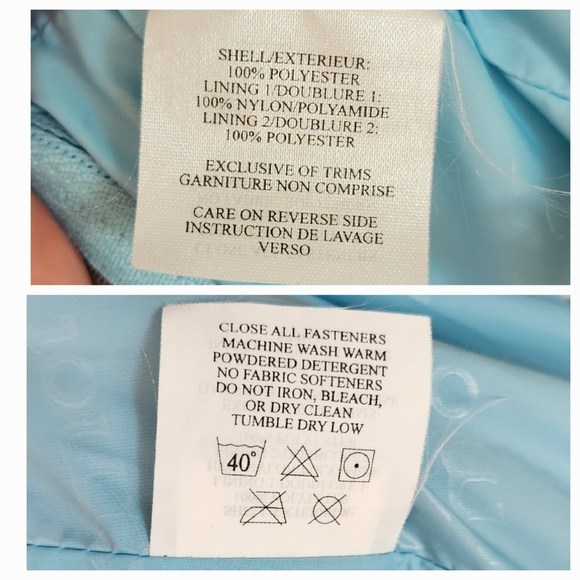 SHELL/EXTERIEUR:
100% POLYESTER
LINING 1/DOUBLURE 1:
100% NYLON/POLYAMIDE
LINING 2/DOUBLURE 2:
100% POLYESTER
EXCLUSIVE OF TRIMS
GARNITURE NON COMPRISE
CARE ON REVERSE SIDE
INSTRUCTION DE LAVAGE
VERSO
CLOSE ALL FASTENERS
MACHINE WASH WARM
POWDERED DETERGENT
NO FABRIC SOFTENERS
DO NOT IRON, BLEACH,
OR DRY CLEAN
TUMBLE DRY LOW
40°